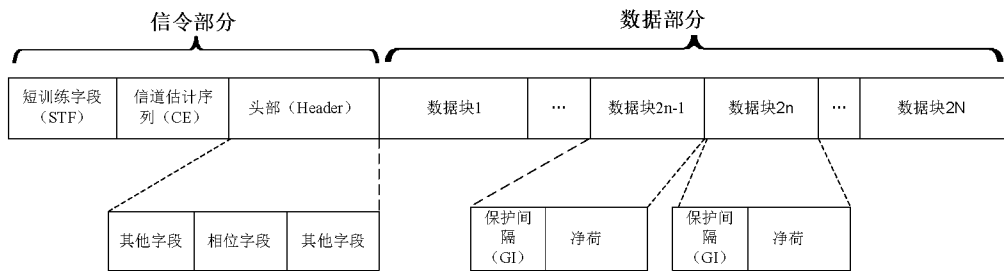 信令部分
数据部分
短训练字段
(STF)
信道估计序
列(CE)
头部(Header)
数据块1
…
数据块2n-1
数据块2n
…
数据块2N
其他字段
相位字段
其他字段
保护间
隔
(GI)
净荷
保护间
隔
(GI)
净荷